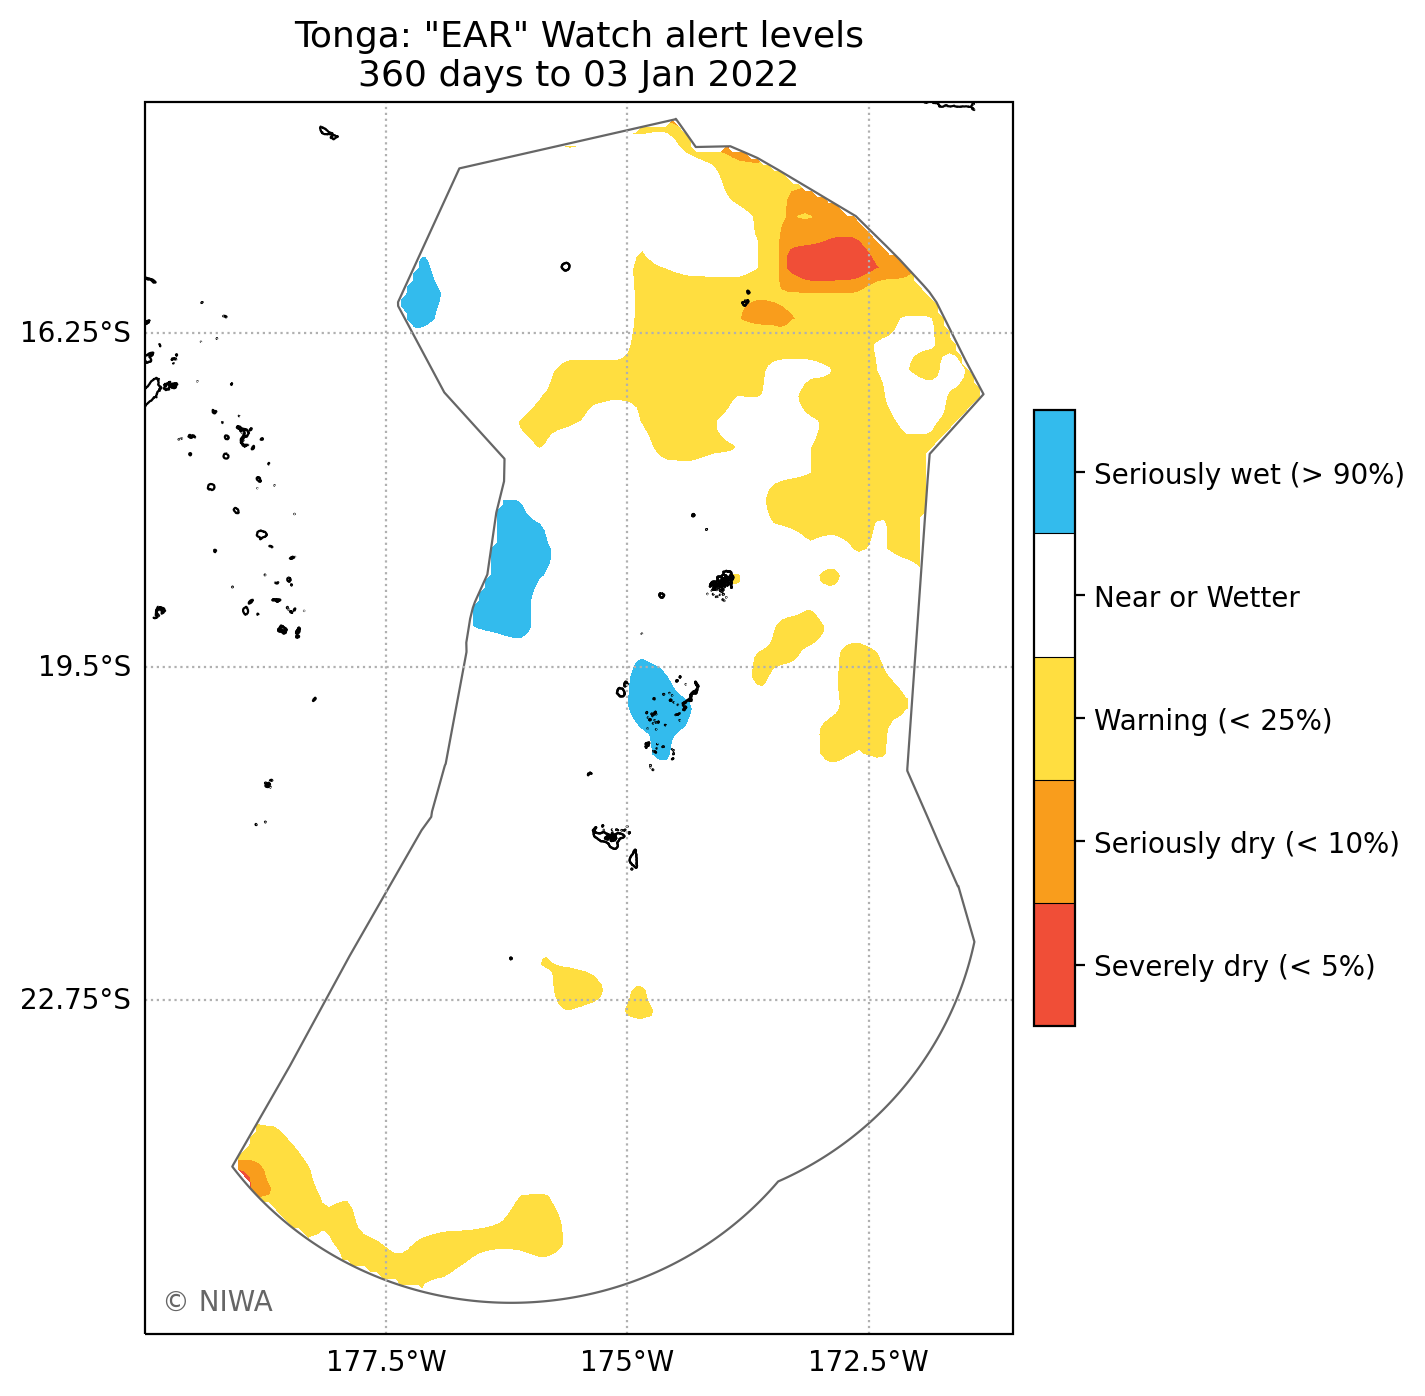 Tonga: "EAR" Watch alert levels
360 days to 03 Jan 2022
16.25°S
19.5°S
22.75°S
177.5°W
175°W
172.5°W
Seriously wet (> 90%)
Near or Wetter
Warning (< 25%)
Seriously dry (< 10%)
Severely dry (< 5%)
© NIWA